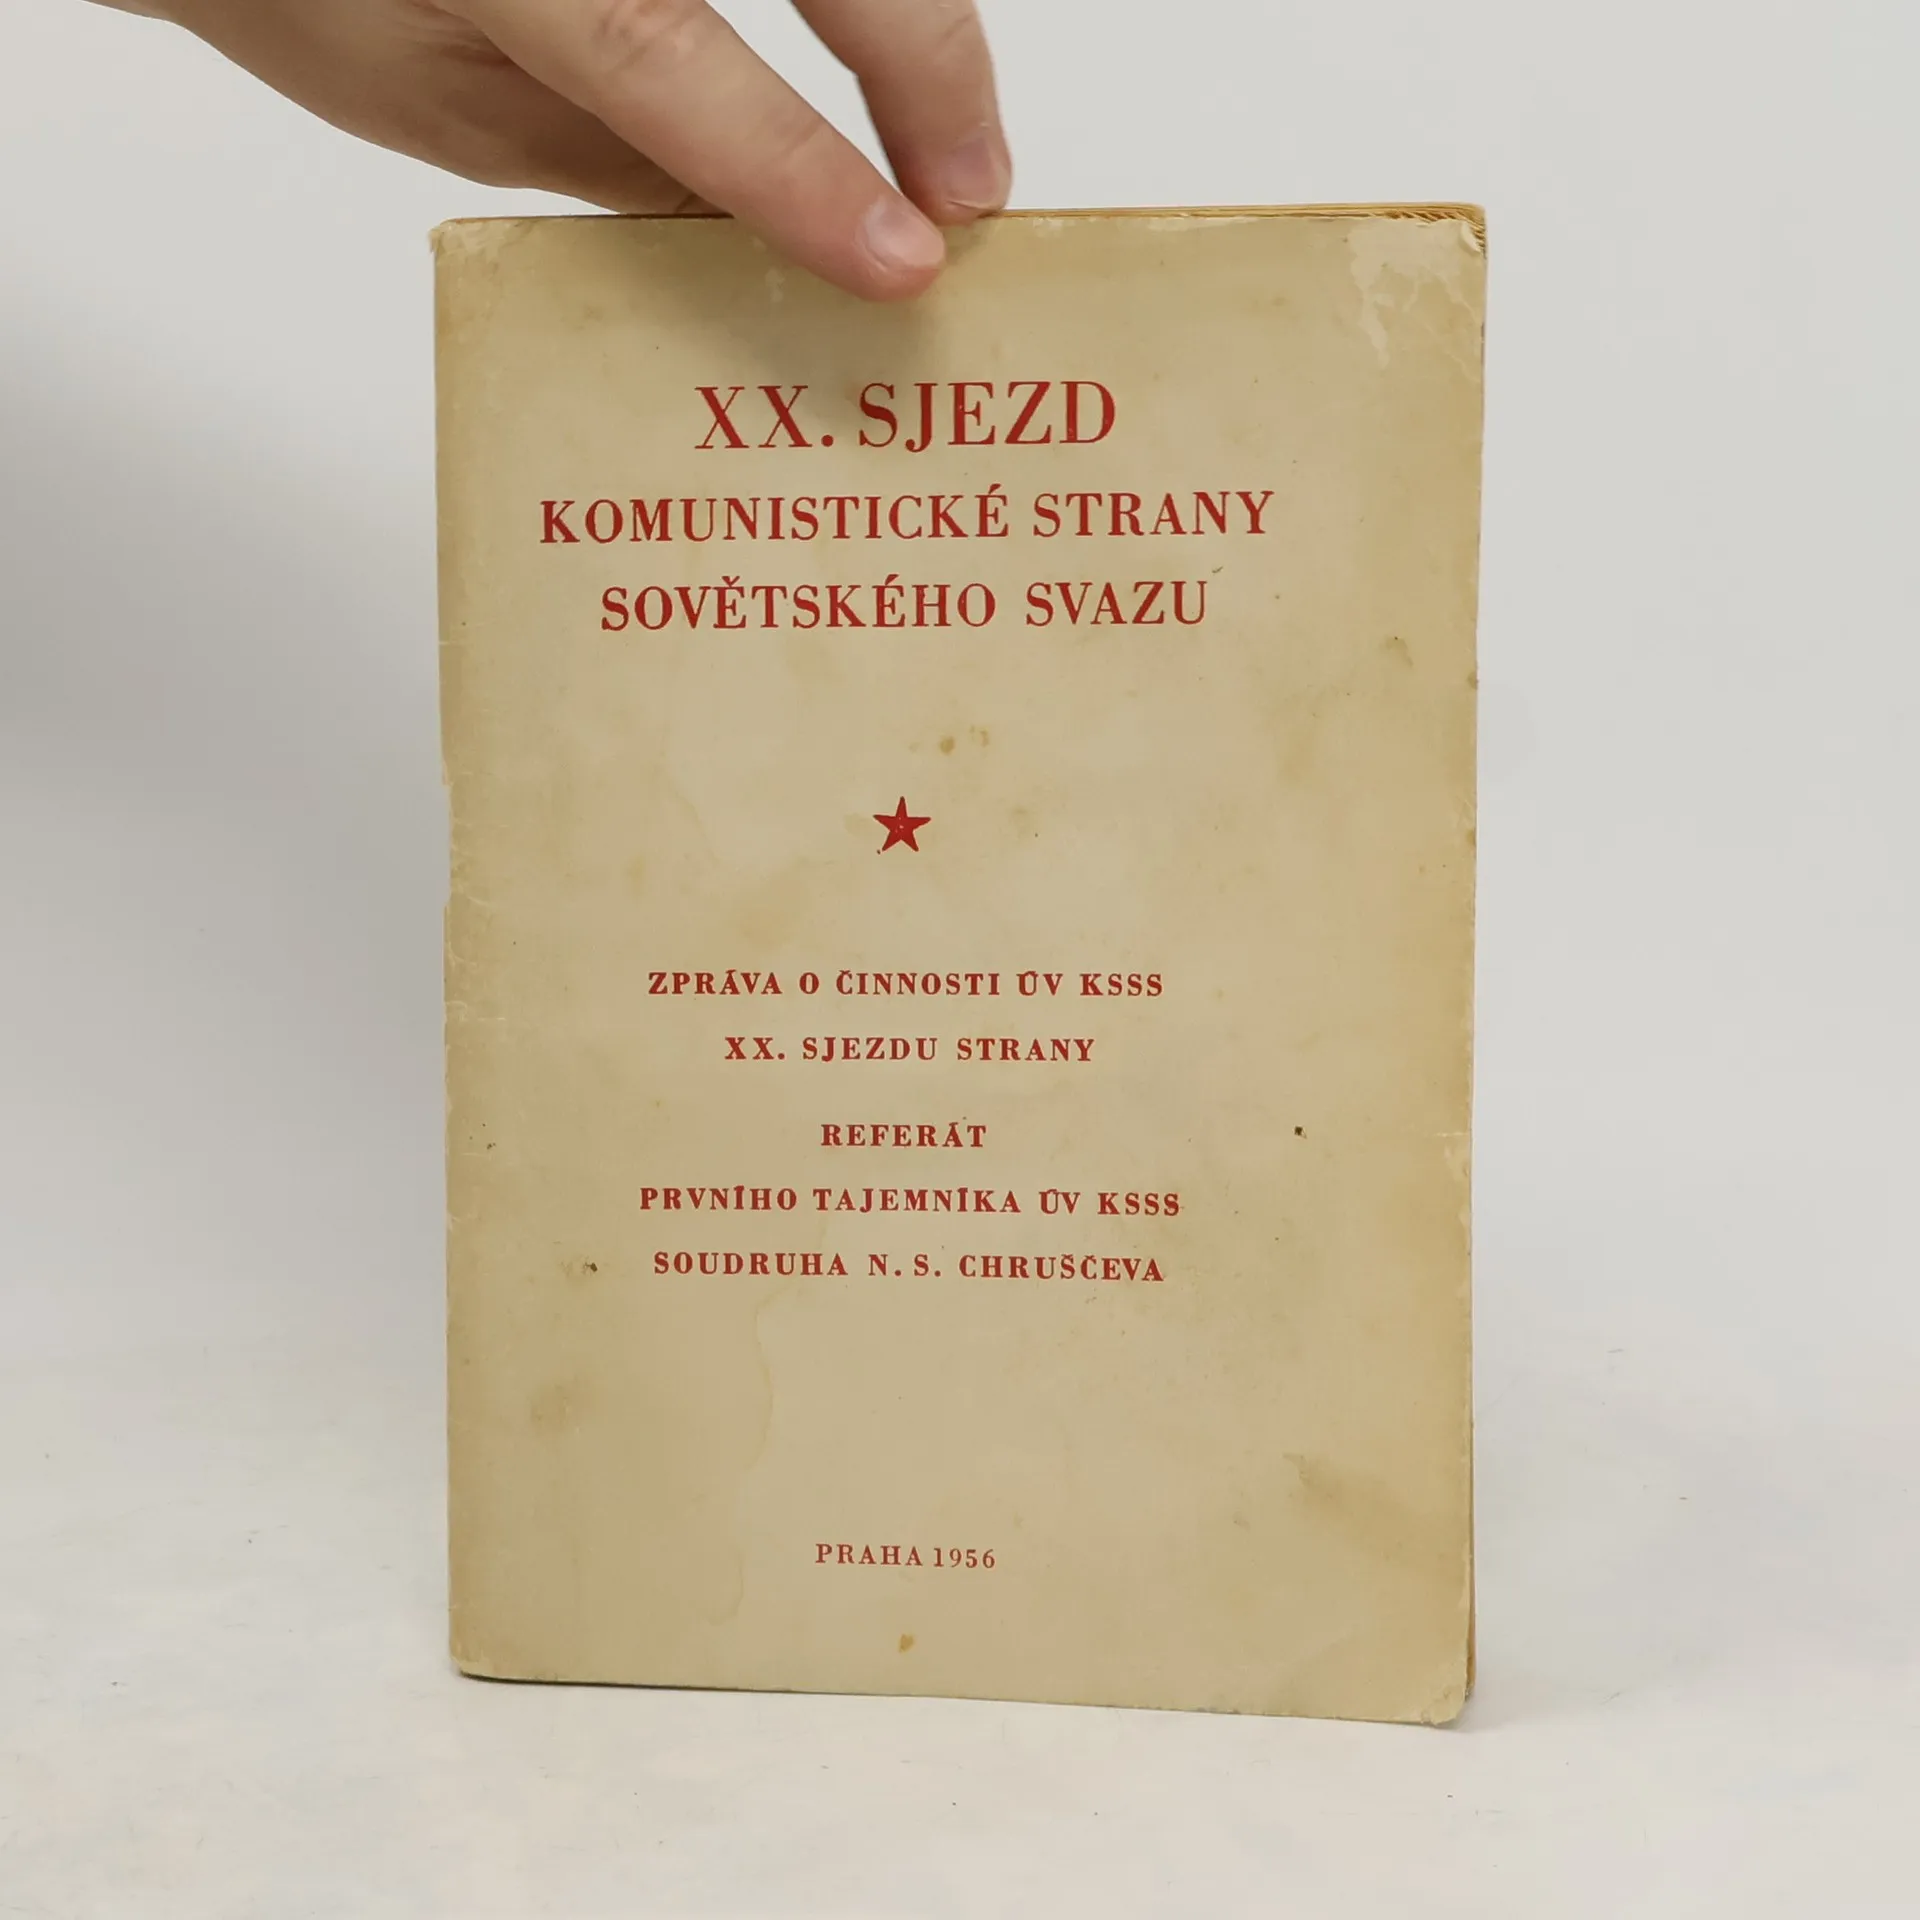 XX. SJEZD
KOMUNISTICKÉ STRANY
SOVĚTSKÉHO SVAZU
ZPRÁVA O ČINNOSTI ÚV KSSS
XX. SJEZDU STRANY
REFERÁT
PRVNÍHO TAJEMNÍKA ÚV KSSS
SOUDRUHA N. S. CHRUŠČEVA
PRAHA 1956